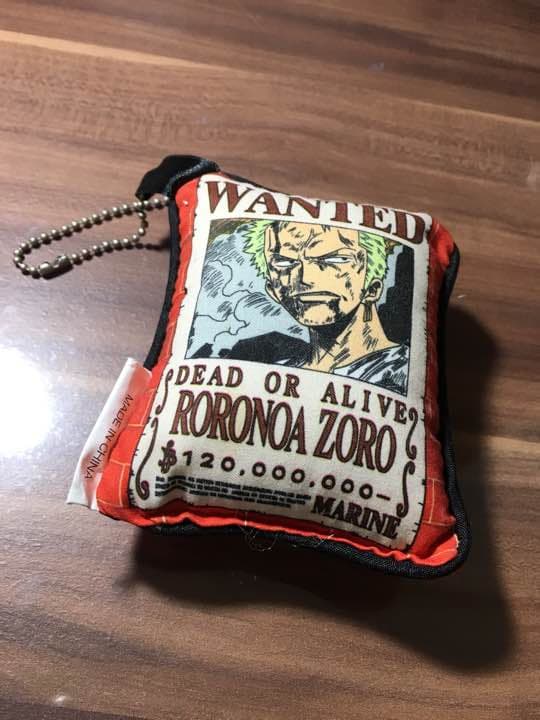 WANTED
DEAD OR ALIVE
RORONOA ZORO
฿120,000,000-
MARINE
MADE IN CHINA